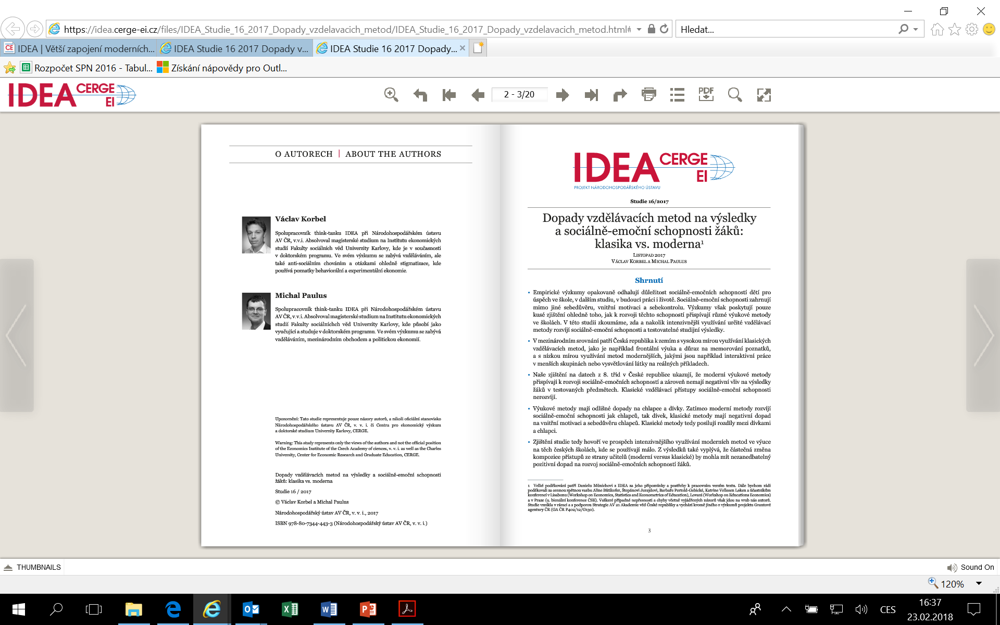 https://idea.cerge-ei.cz/files/IDEA_Studie_16_2017_Dopady_vzdelavacich_metod/IDEA_Studie_16_2017_Dopady_vzdelavacich_metod.html#
Hledat...
IDEA | Větší zapojení moderních...
IDEA Studie 16 2017 Dopady v...
IDEA Studie 16 2017 Dopady...
Rozpočet SPN 2016 - Tabul...
Získání nápovědy pro Outl...
IDEA CERGE EI
2 - 3/20
PDF
O AUTORECH | ABOUT THE AUTHORS
Václav Korbel
Spolupracovník think-tanku IDEA při Národohospodářském ústavu
AV ČR, v.v.i. Absolvoval magisterské studium na Institutu ekonomických
studií Fakulty sociálních věd Univerzity Karlovy, kde je v současnosti
v doktorském programu. Ve svém výzkumu se zabývá vzděláváním, ale
také anti-sociálním chováním a otázkami ohledně stigmatizace, kde
používá poznatky behaviorální a experimentální ekonomie.
Michal Paulus
Spolupracovník think-tanku IDEA při Národohospodářském ústavu
AV ČR, v.v.i. Absolvoval magisterské studium na Institutu ekonomických
studií Fakulty sociálních věd Univerzity Karlovy, kde působí jako
vyučující a studuje v doktorském programu. Ve svém výzkumu se zabývá
vzděláváním, mezinárodním obchodem a politickou ekonomií.
Upozornění: Tato studie reprezentuje pouze názory autorů, a nikoli oficiální stanovisko
Národohospodářského ústavu AV ČR, v. v. i. či Centra pro ekonomický výzkum
a doktorské studium Univerzity Karlovy, CERGE.
Warning: This study represents only the views of the authors and not the official position
of the Economics Institute of the Czech Academy of ciences, v. v. i. as well as the Charles
University, Center for Economic Research and Graduate Education, CERGE.
Dopady vzdělávacích metod na výsledky a sociálně-emoční schopnosti
žáků: klasika vs. moderna
Studie 16 / 2017
© Václav Korbel a Michal Paulus
Národohospodářský ústav AV ČR, v. v. i., 2017
ISBN 978-80-7344-443-3 (Národohospodářský ústav AV ČR, v. v. i.)
IDEA CERGE EI
PROJEKT NÁRODOHOSPODÁŘSKÉHO ÚSTAVU
Studie 16/2017
Dopady vzdělávacích metod na výsledky
a sociálně-emoční schopnosti žáků:
klasika vs. moderna¹
LISTOPAD 2017
VÁCLAV KORBEL A MICHAL PAULUS
Shrnutí
• Empirické výzkumy opakovaně odhalují důležitost sociálně-emočních schopností dětí pro
úspěch ve škole, v dalším studiu, v budoucí práci i životě. Sociálně-emoční schopnosti zahrnují
mimo jiné sebedůvěru, vnitřní motivaci a sebekontrolu. Výzkumy však poskytují pouze
kusé zjištění ohledně toho, jak k rozvoji těchto schopností přispívají různé výukové metody
ve školách. V této studii zkoumáme, zda a nakolik intenzivnější využívání určité vzdělávací
metody rozvíjí sociálně-emoční schopnosti a testovatelné studijní výsledky.
• V mezinárodním srovnání patří Česká republika k zemím s vysokou mírou využívání klasických
vzdělávacích metod, jako je například frontální výuka a důraz na memorování poznatků,
a s nízkou mírou využívání metod modernějších, jakými jsou například interaktivní práce
v menších skupinách nebo vysvětlování látky na reálných příkladech.
• Naše zjištění na datech z 8. tříd v České republice ukazují, že moderní výukové metody
přispívají k rozvoji sociálně-emočních schopností a zároveň nemají negativní vliv na výsledky
žáků v testovaných předmětech. Klasické vzdělávací přístupy sociálně-emoční schopnosti
nerozvíjí.
• Výukové metody mají odlišné dopady na chlapce a dívky. Zatímco moderní metody rozvíjí
sociálně-emoční schopnosti jak chlapců, tak dívek, klasické metody mají negativní dopad
na vnitřní motivaci a sebedůvěru chlapců. Klasické metody tedy posilují rozdíly mezi dívkami
a chlapci.
• Zjištění studie tedy hovoří ve prospěch intenzivnějšího využívání moderních metod ve výuce
na těch českých školách, kde se používají málo. Z výsledků také vyplývá, že částečná změna
kompozice přístupů ze strany učitelů (moderní versus klasické) by mohla mít nezanedbatelný
pozitivní dopad na rozvoj sociálně-emočních schopností žáků.
1 Velké poděkování patří Danielu Münichovi z IDEA za jeho připomínky a postřehy k pracovním verzím textu. Dále bychom rádi
poděkovali za cennou zpětnou vazbu Aline Bütikofer, Štěpánovi Jurajdovi, Barbaře Pertold-Gebické, Katrine Vellesen Løken a účastníkům
konferencí v Lisabonu (Workshop on Economics, Statistics and Econometrics of Education), Lovani (Workshop on Educations Economics)
a v Praze (9. bienální konference ČSE). Veškeré případné nepřesnosti a chyby včetně vyjádřených názorů však jdou na vrub nás autorů.
Studie vznikla v rámci a s podporou Strategie AV 21 Akademie věd České republiky a vychází kromě jiného z výzkumů projektu Grantové
agentury ČR (GA ČR P402/12/G130).
3
THUMBNAILS
Sound On
120%
CES
16:37
23.02.2018